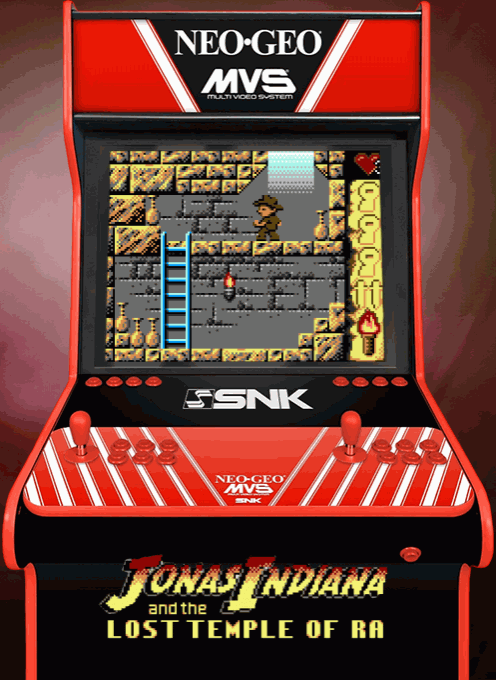 NEO•GEO
MVS
MULTI VIDEO SYSTEM
SNK
NEO•GEO
MVS
SNK
JONAS INDIANA
and the
LOST TEMPLE OF RA